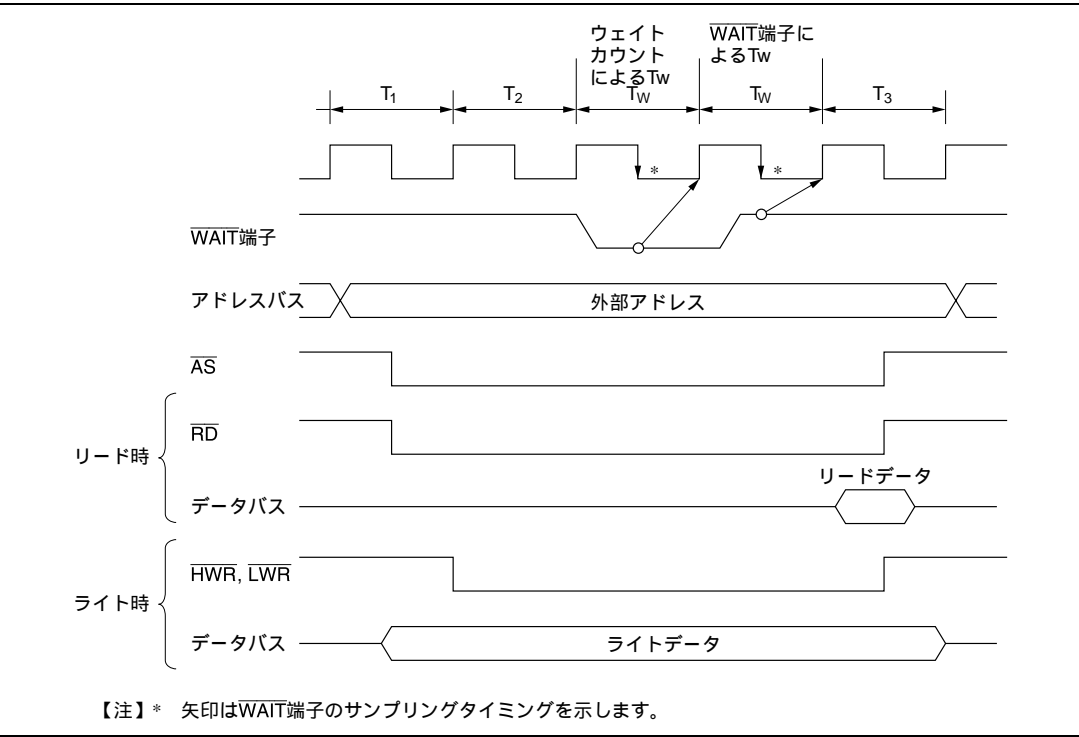 ウェイト
カウント
によるTw
WAIT端子に
よるTw
T1 T2 TW TW T3
* *
WAIT端子
アドレスバス 外部アドレス
AS
リード時
RD
リードデータ
データバス
ライト時
HWR, LWR
データバス ライトデータ
【注】* 矢印はWAIT端子のサンプリングタイミングを示します。